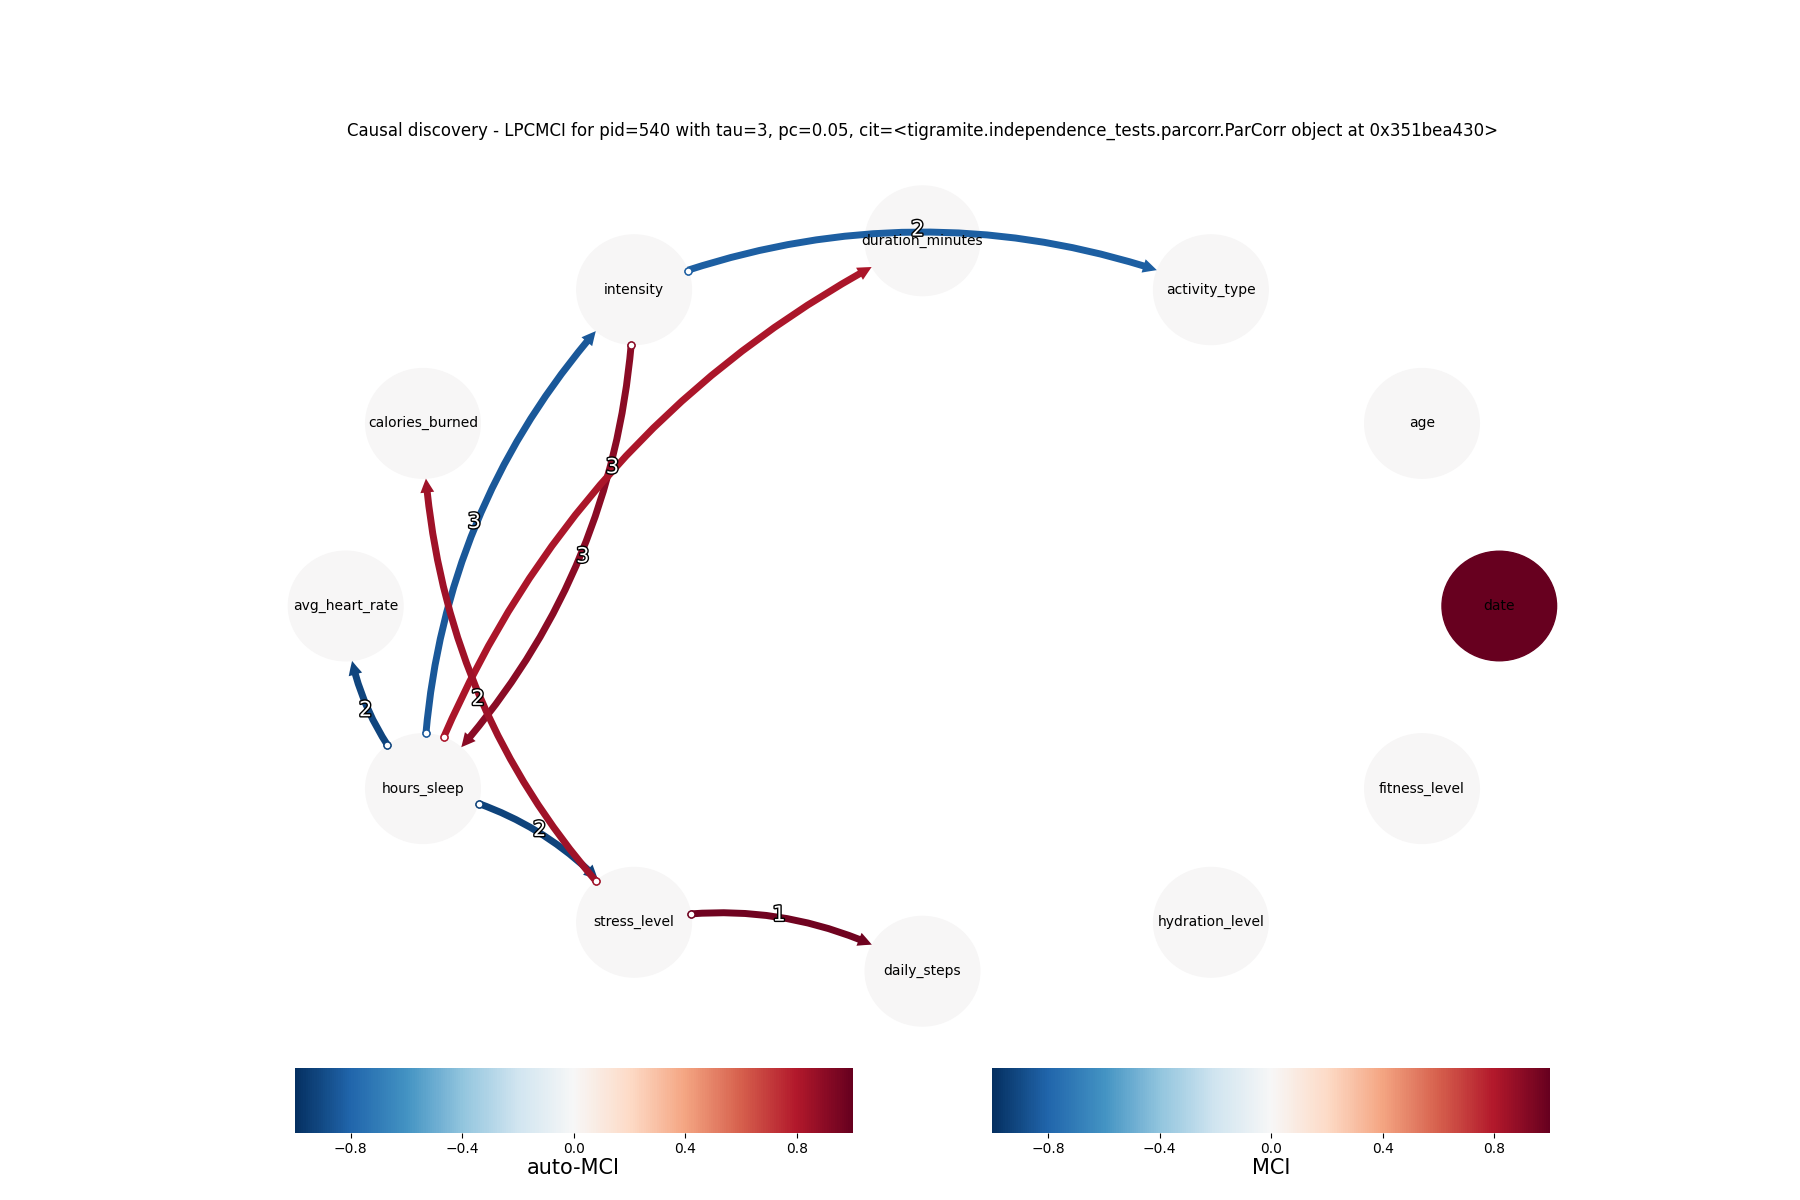 Causal discovery - LPCMCI for pid=540 with tau=3, pc=0.05, cit=<tigramite.independence_tests.parcorr.ParCorr object at 0x351bea430>
2
duration_minutes
intensity
activity_type
calories_burned
age
3
3
3
avg_heart_rate
date
2
2
hours_sleep
fitness_level
2
stress_level
1
hydration_level
daily_steps
−0.8
−0.4
0.0
0.4
0.8
auto-MCI
−0.8
−0.4
0.0
0.4
0.8
MCI